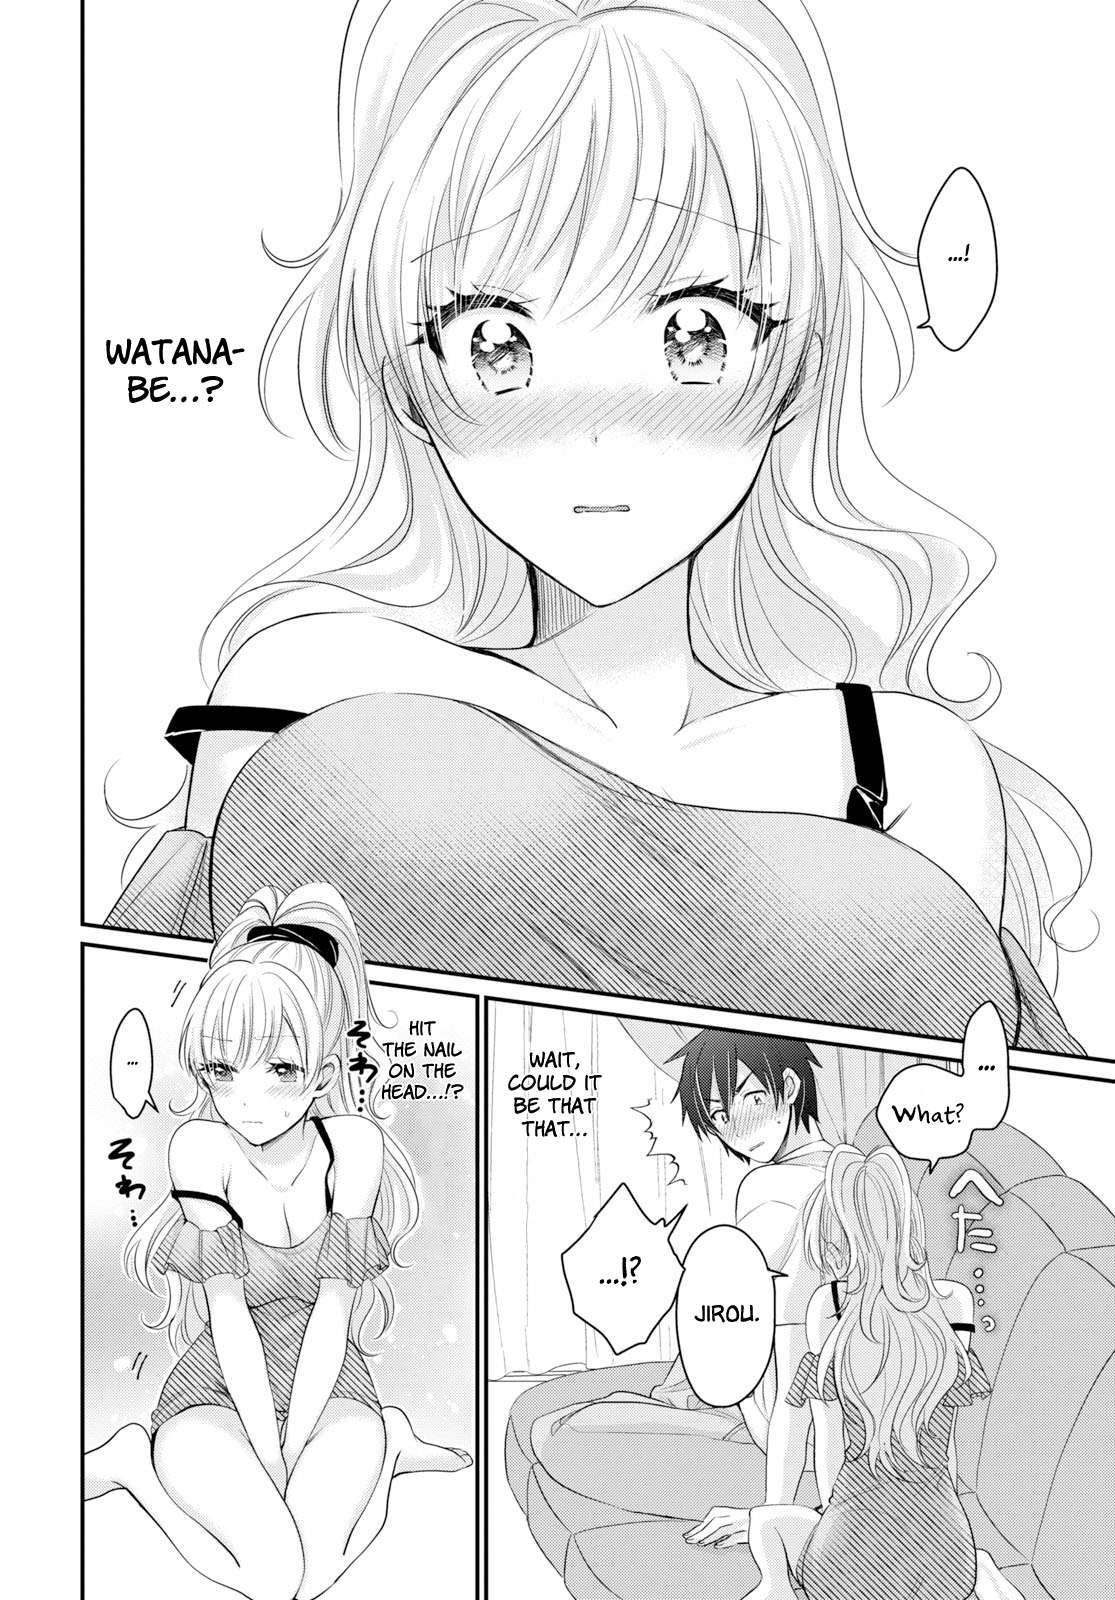 ...!
WATANA-
BE...?
....
What?
へた...。
WAIT,
COULD IT
BE THAT
THAT...
...!?
JIROU.
HIT
THE NAIL
ON THE
HEAD...!?
そわ...
...
そわ...